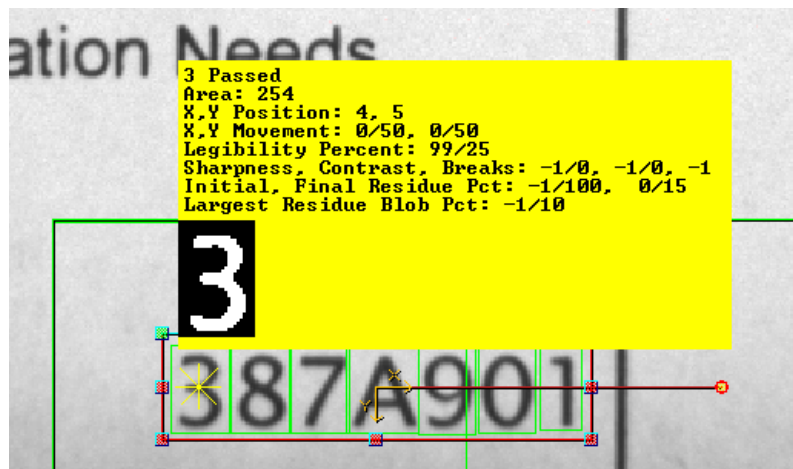 ation Needs
3 Passed
Area: 254
X,Y Position: 4, 5
X,Y Movement: 0/50, 0/50
Legibility Percent: 99/25
Sharpness, Contrast, Breaks: -1/0, -1/0, -1
Initial, Final Residue Pct: -1/100,  0/15
Largest Residue Blob Pct: -1/10
3
387A901
X
Y